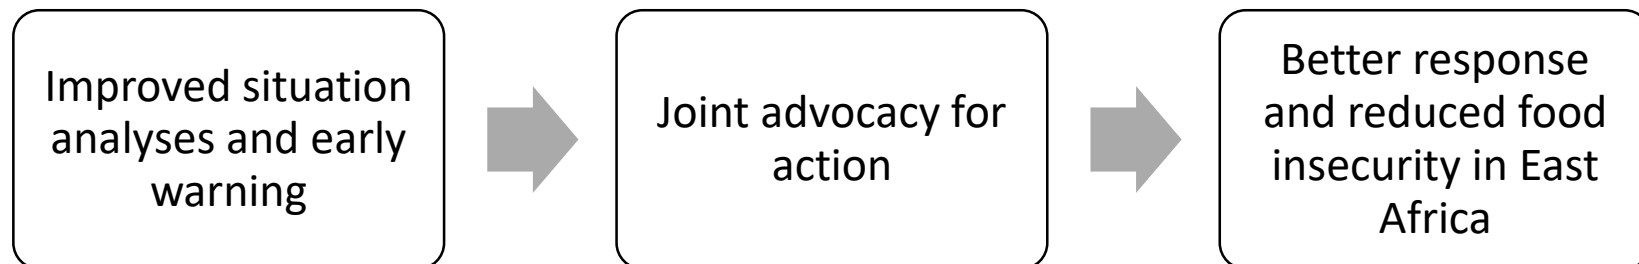 Improved situation
analyses and early
warning
Joint advocacy for
action
Better response
and reduced food
insecurity in East
Africa